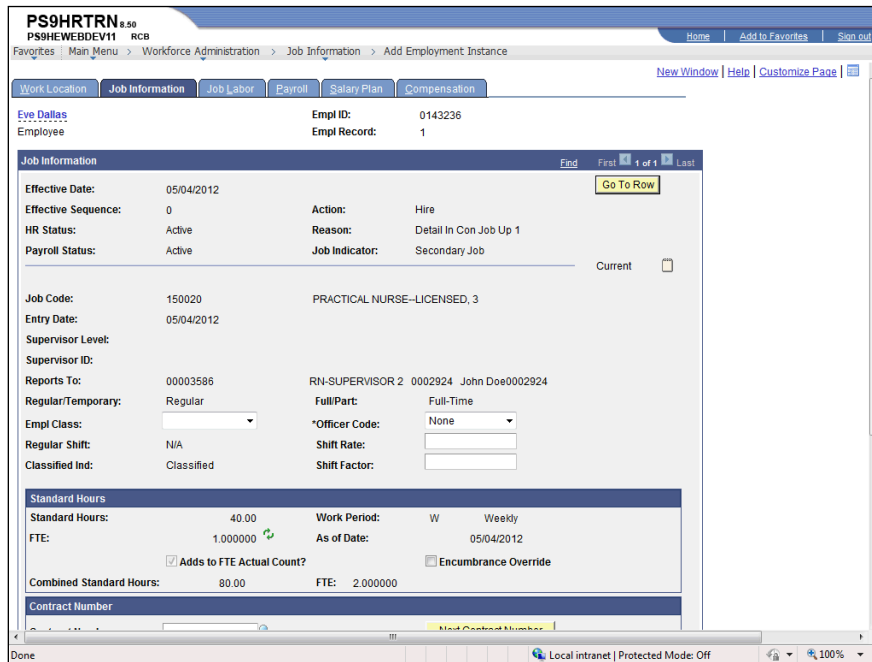 PS9HRTRN 8.50
PS9HEWEBDEV11 RCB
Home | Add to Favorites | Sign out
Favorites | Main Menu > Workforce Administration > Job Information > Add Employment Instance
New Window | Help | Customize Page |
Work Location Job Information Job Labor Payroll Salary Plan Compensation
Eve Dallas Empl ID: 0143236
Employee Empl Record: 1
Job Information Find First 1 of 1 Last
Effective Date: 05/04/2012 Go To Row
Effective Sequence: 0 Action: Hire
HR Status: Active Reason: Detail In Con Job Up 1
Payroll Status: Active Job Indicator: Secondary Job
Current
Job Code: 150020 PRACTICAL NURSE--LICENSED, 3
Entry Date: 05/04/2012
Supervisor Level:
Supervisor ID:
Reports To: 00003586 RN-SUPERVISOR 2 0002924 John Doe0002924
Regular/Temporary: Regular Full/Part: Full-Time
Empl Class: *Officer Code: None
Regular Shift: N/A Shift Rate:
Classified Ind: Classified Shift Factor:
Standard Hours
Standard Hours: 40.00 Work Period: W Weekly
FTE: 1.000000 As of Date: 05/04/2012
Adds to FTE Actual Count? Encumbrance Override
Combined Standard Hours: 80.00 FTE: 2.000000
Contract Number
Contract Number Next Contract Number
Done Local intranet | Protected Mode: Off 100%